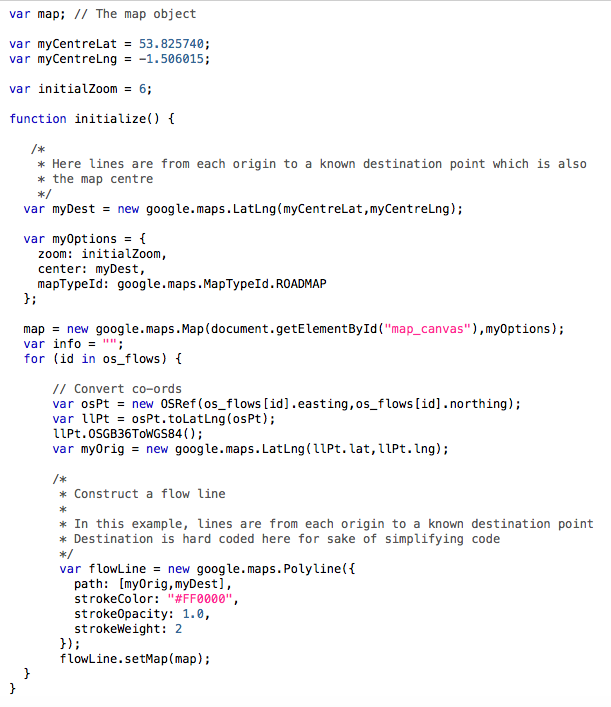 var map; // The map object

var myCentreLat = 53.825740;
var myCentreLng = -1.506015;

var initialZoom = 6;

function initialize() {

   /*
    * Here lines are from each origin to a known destination point which is also
    * the map centre
    */
  var myDest = new google.maps.LatLng(myCentreLat,myCentreLng);

  var myOptions = {
    zoom: initialZoom,
    center: myDest,
    mapTypeId: google.maps.MapTypeId.ROADMAP
  };

  map = new google.maps.Map(document.getElementById("map_canvas"),myOptions);
  var info = "";
  for (id in os_flows) {

      // Convert co-ords
      var osPt = new OSRef(os_flows[id].easting,os_flows[id].northing);
      var llPt = osPt.toLatLng(osPt);
      llPt.OSGB36ToWGS84();
      var myOrig = new google.maps.LatLng(llPt.lat,llPt.lng);

      /*
       * Construct a flow line
       *
       * In this example, lines are from each origin to a known destination point
       * Destination is hard coded here for sake of simplifying code
       */
       var flowLine = new google.maps.Polyline({
         path: [myOrig,myDest],
         strokeColor: "#FF0000",
         strokeOpacity: 1.0,
         strokeWeight: 2
       });
       flowLine.setMap(map);
  }
}